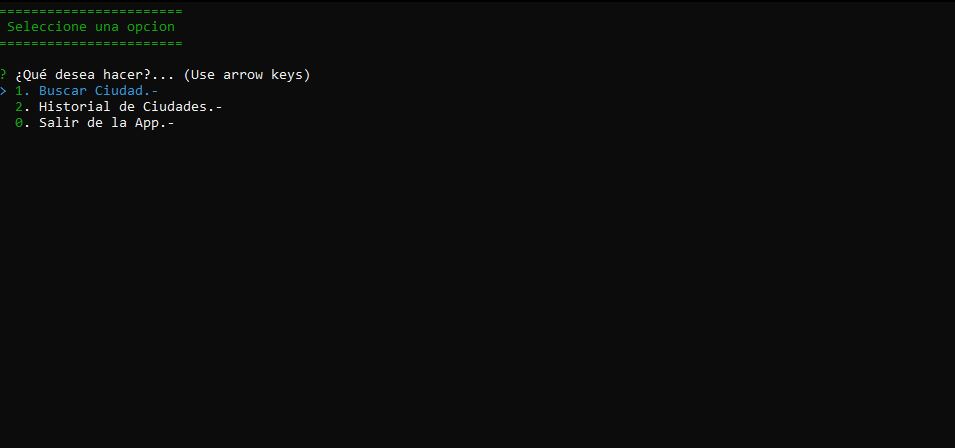 =======================
Seleccione una opcion
=======================
? ¿Qué desea hacer?... (Use arrow keys)
> 1. Buscar Ciudad.-
2. Historial de Ciudades.-
0. Salir de la App.-